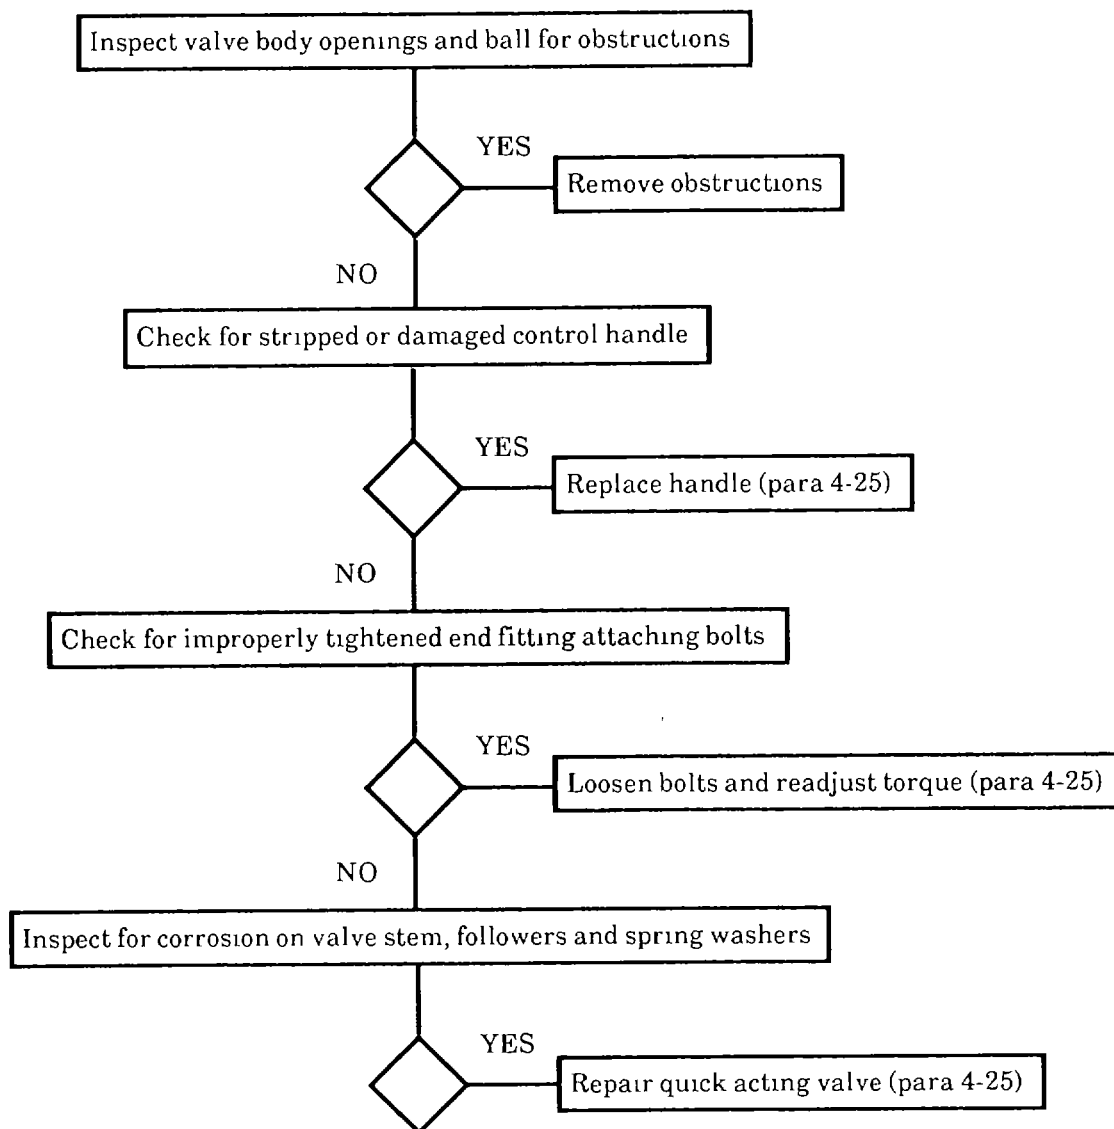 Inspect valve body openings and ball for obstructions
YES
Remove obstructions
NO
Check for stripped or damaged control handle
YES
Replace handle (para 4-25)
NO
Check for improperly tightened end fitting attaching bolts
YES
Loosen bolts and readjust torque (para 4-25)
NO
Inspect for corrosion on valve stem, followers and spring washers
YES
Repair quick acting valve (para 4-25)